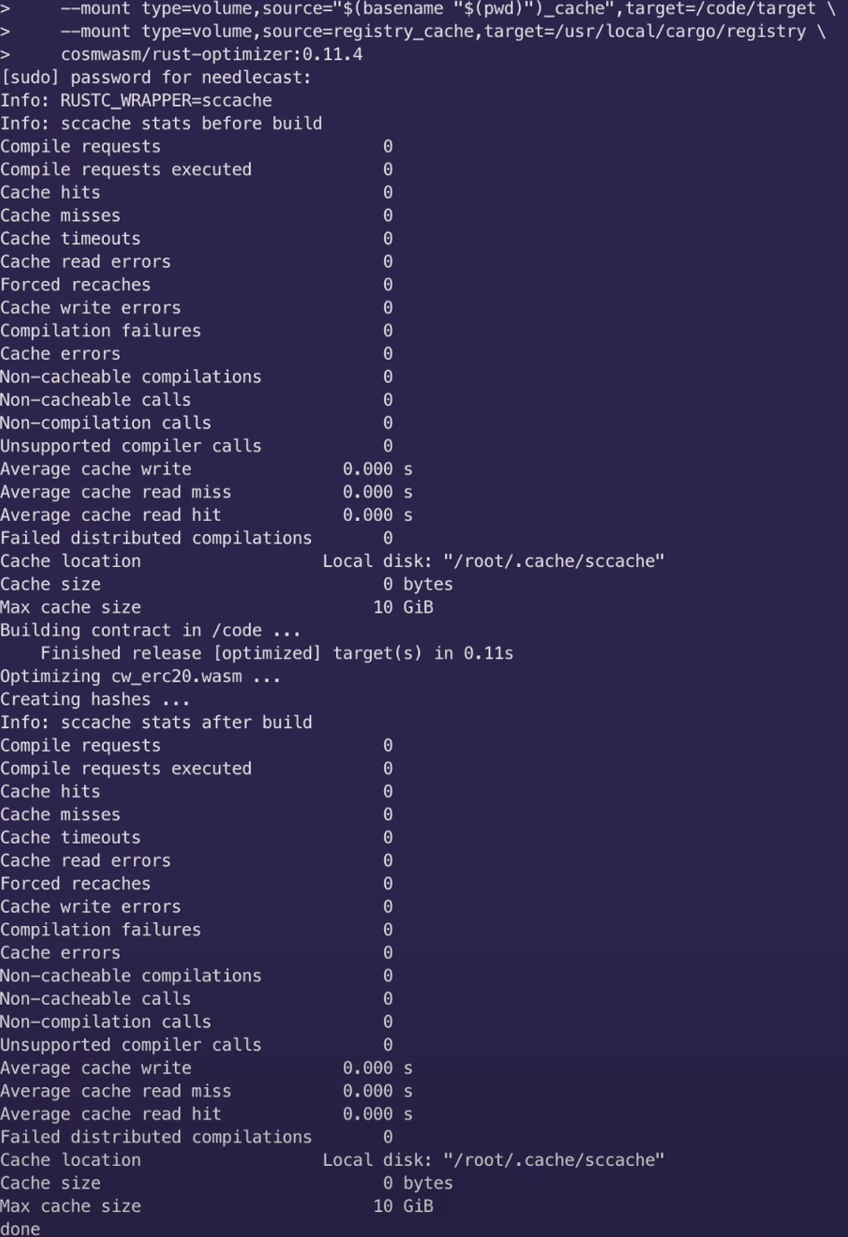 >     --mount type=volume,source="$(basename "$(pwd)")_cache",target=/code/target \
>     --mount type=volume,source=registry_cache,target=/usr/local/cargo/registry \
>     cosmwasm/rust-optimizer:0.11.4
[sudo] password for needlecast:
Info: RUSTC_WRAPPER=sccache
Info: sccache stats before build
Compile requests                      0
Compile requests executed             0
Cache hits                            0
Cache misses                          0
Cache timeouts                        0
Cache read errors                     0
Forced recaches                       0
Cache write errors                    0
Compilation failures                  0
Cache errors                          0
Non-cacheable compilations            0
Non-cacheable calls                   0
Non-compilation calls                 0
Unsupported compiler calls            0
Average cache write               0.000 s
Average cache read miss           0.000 s
Average cache read hit            0.000 s
Failed distributed compilations       0
Cache location                  Local disk: "/root/.cache/sccache"
Cache size                            0 bytes
Max cache size                       10 GiB
Building contract in /code ...
    Finished release [optimized] target(s) in 0.11s
Optimizing cw_erc20.wasm ...
Creating hashes ...
Info: sccache stats after build
Compile requests                      0
Compile requests executed             0
Cache hits                            0
Cache misses                          0
Cache timeouts                        0
Cache read errors                     0
Forced recaches                       0
Cache write errors                    0
Compilation failures                  0
Cache errors                          0
Non-cacheable compilations            0
Non-cacheable calls                   0
Non-compilation calls                 0
Unsupported compiler calls            0
Average cache write               0.000 s
Average cache read miss           0.000 s
Average cache read hit            0.000 s
Failed distributed compilations       0
Cache location                  Local disk: "/root/.cache/sccache"
Cache size                            0 bytes
Max cache size                       10 GiB
done